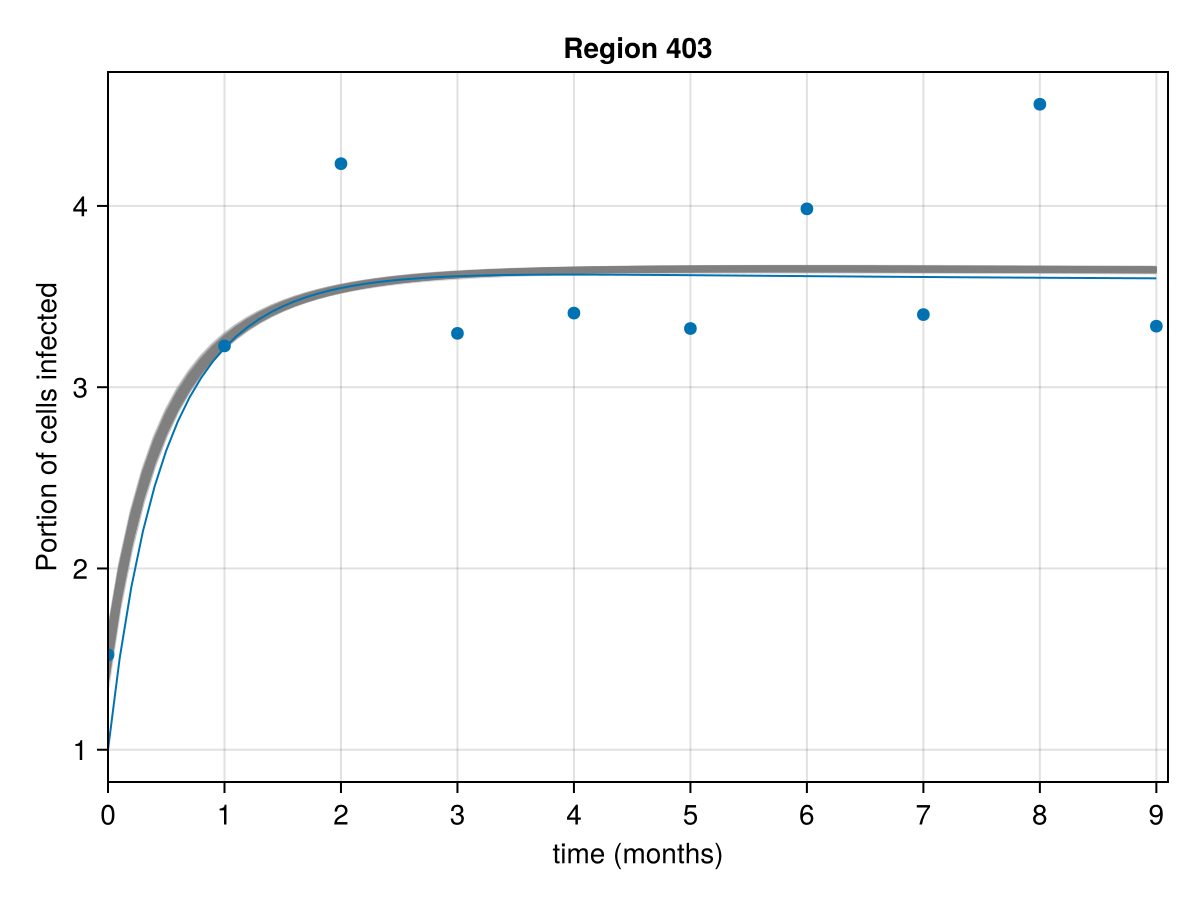 Region 403
Portion of cells infected
4
3
2
1
0 1 2 3 4 5 6 7 8 9
time (months)